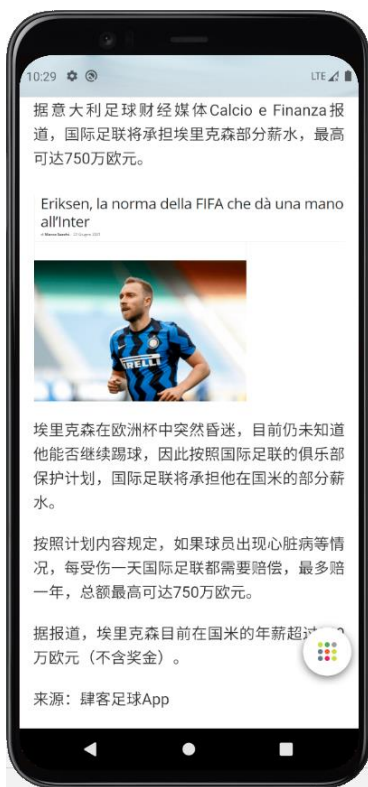 10:29
LTE
据意大利足球财经媒体Calcio e Finanza报
道，国际足联将承担埃里克森部分薪水，最高
可达750万欧元。
Eriksen, la norma della FIFA che dà una mano
all'Inter
IRELLI
埃里克森在欧洲杯中突然昏迷，目前仍未知道
他能否继续踢球，因此按照国际足联的俱乐部
保护计划，国际足联将承担他在国米的部分薪
水。
按照计划内容规定，如果球员出现心脏病等情
况，每受伤一天国际足联都需要赔偿，最多赔
一年，总额最高可达750万欧元。
据报道，埃里克森目前在国米的年薪超
万欧元（不含奖金）。
来源：肆客足球App